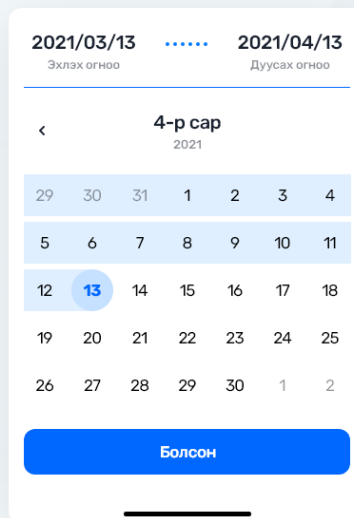 2021/03/13 ...... 2021/04/13
Эхлэх огноо Дуусах огноо
4-р сар
2021
29 30 31 1 2 3 4
5 6 7 8 9 10 11
12 13 14 15 16 17 18
19 20 21 22 23 24 25
26 27 28 29 30 1 2
Болсон